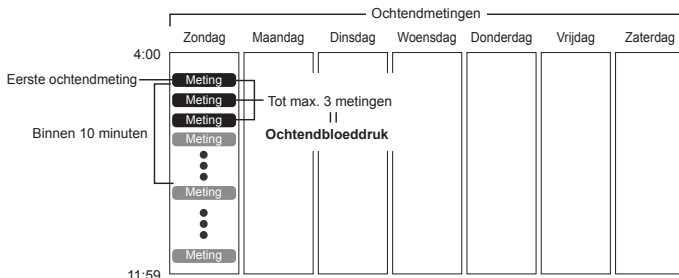 Ochtendmetingen
Zondag Maandag Dinsdag Woensdag Donderdag Vrijdag Zaterdag
4:00
Eerste ochtendmeting Meting
Meting Tot max. 3 metingen
Meting
Binnen 10 minuten Meting Ochtendbloeddruk
Meting
Meting
11:59